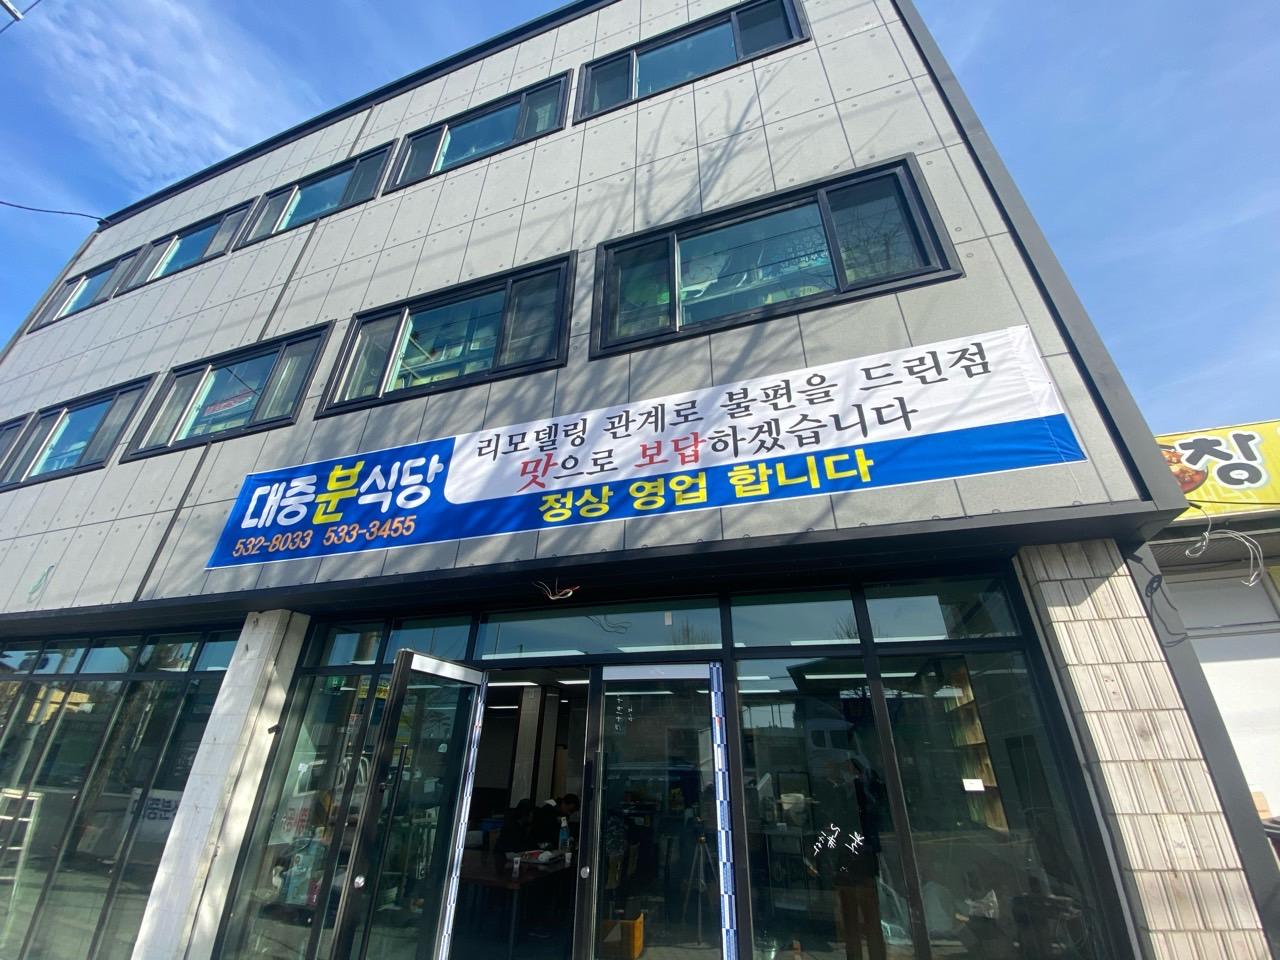 대중분식당
532-8033 533-3455
리모델링 관계로 불편을 드린점
맛으로 보답하겠습니다
정상 영업 합니다
창